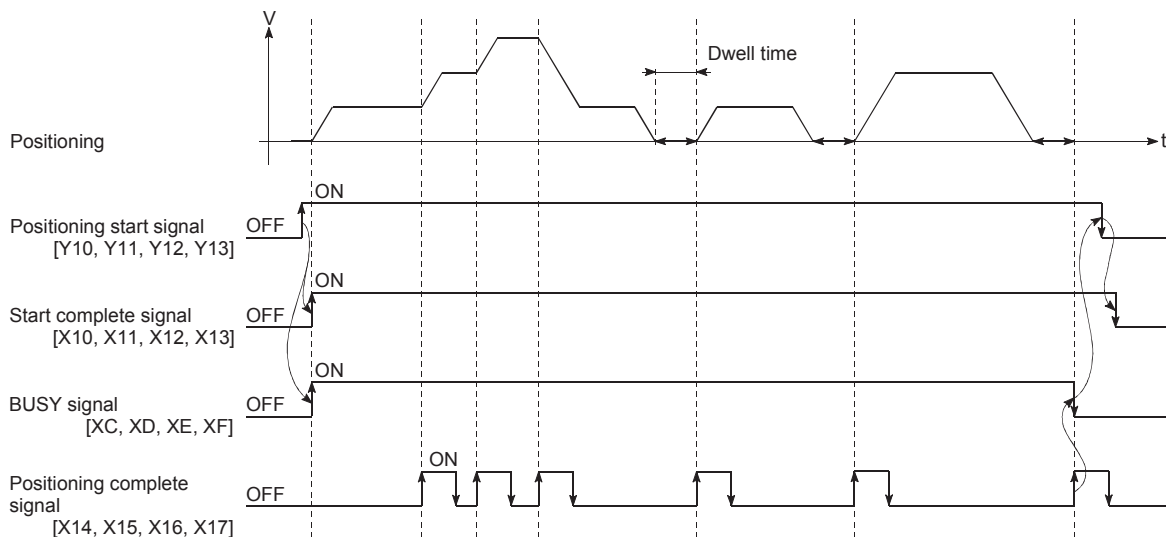 V
Dwell time
Positioning
t
ON
Positioning start signal
OFF
[Y10, Y11, Y12, Y13]
ON
Start complete signal
OFF
[X10, X11, X12, X13]
ON
BUSY signal
OFF
[XC, XD, XE, XF]
ON
Positioning complete
signal
OFF
[X14, X15, X16, X17]